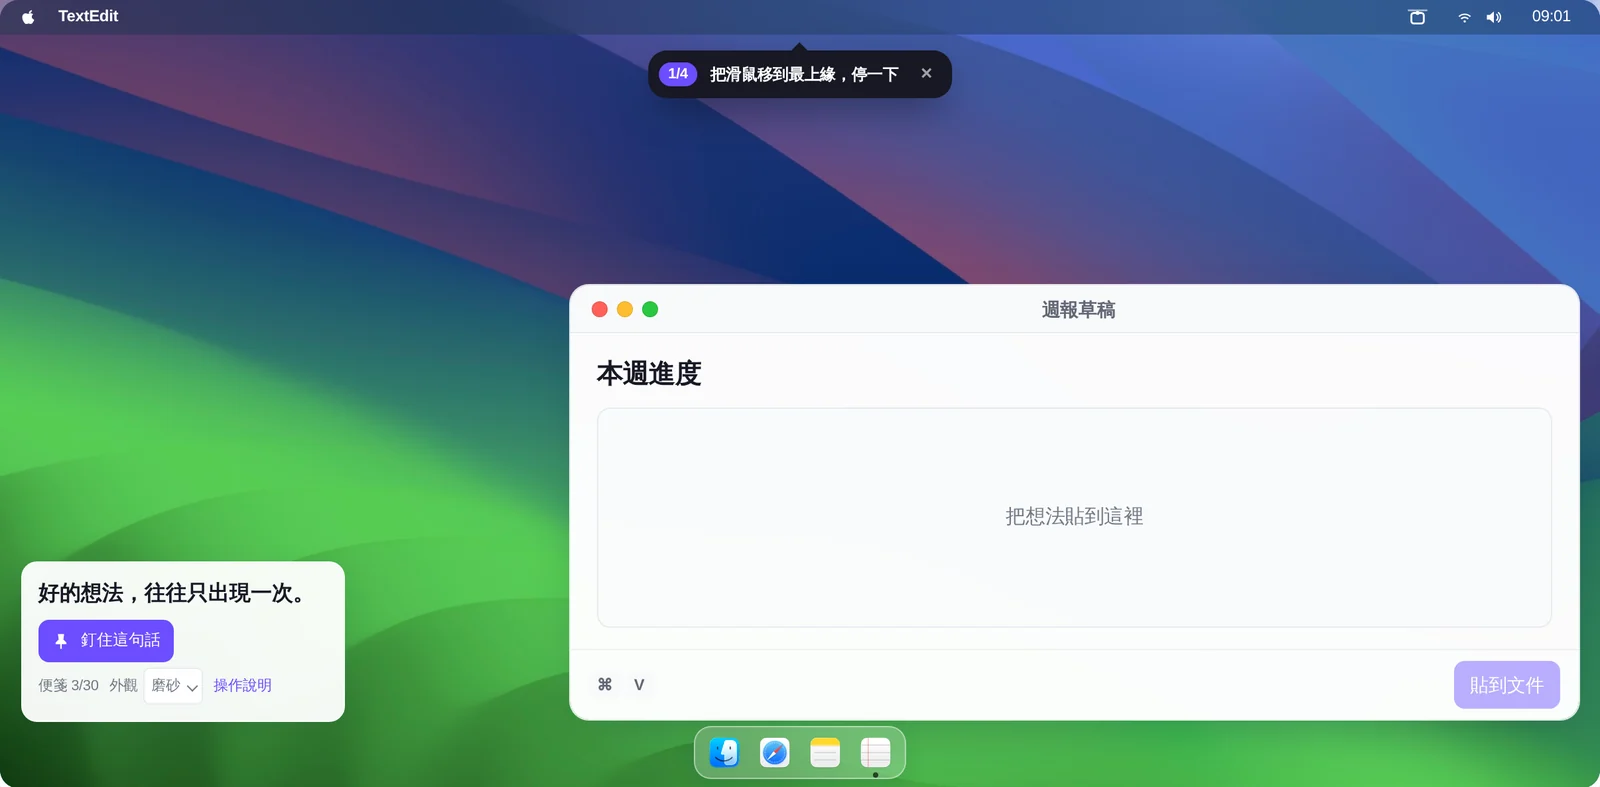 TextEdit
09:01
1/4 把滑鼠移到最上緣，停一下 ×
週報草稿
本週進度
把想法貼到這裡
⌘ V
貼到文件
好的想法，往往只出現一次。
釘住這句話
便箋 3/30 外觀 磨砂 操作說明